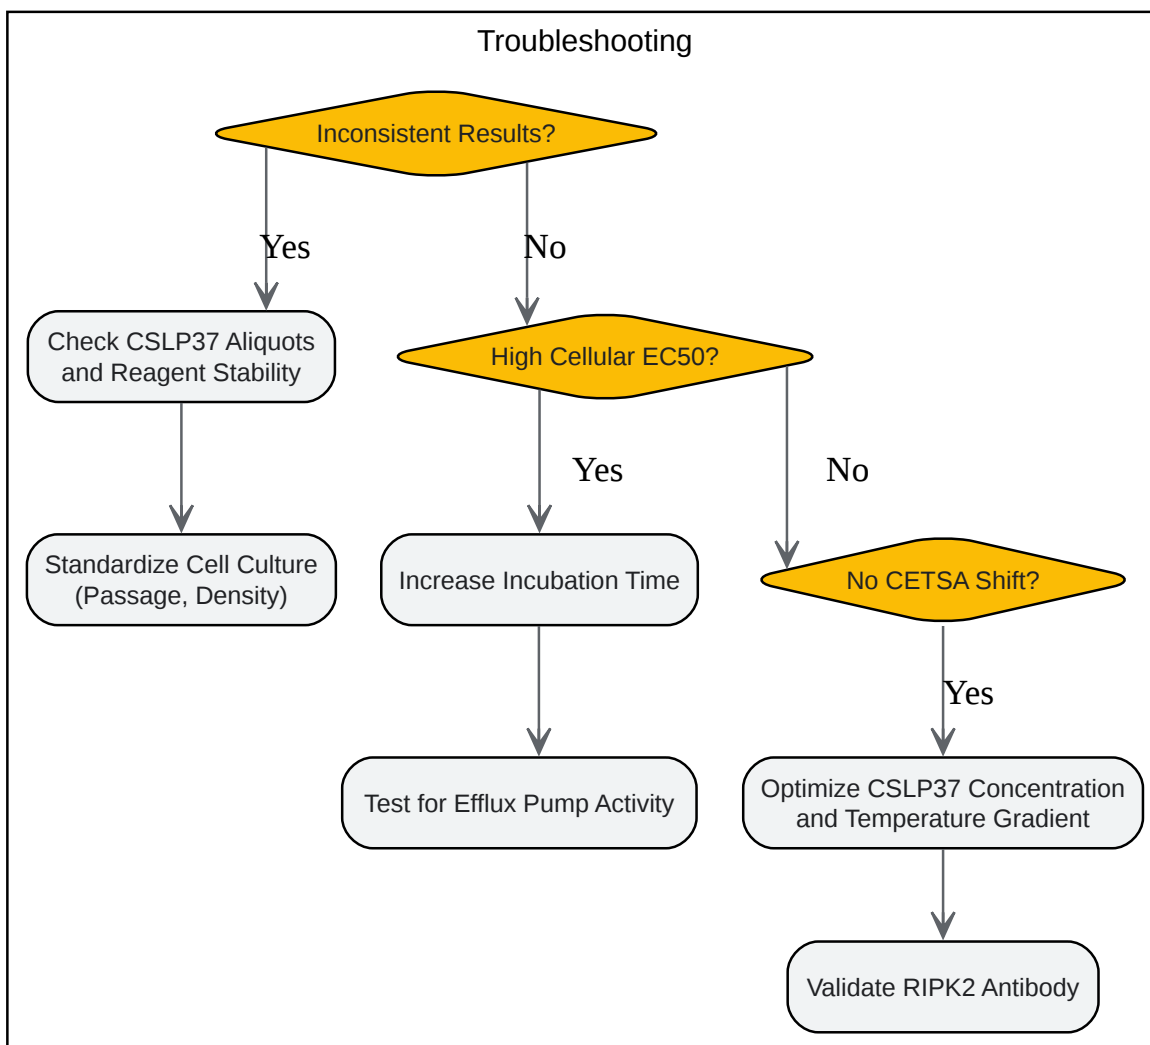 Troubleshooting
Inconsistent Results?
Yes
No
Check CSLP37 Aliquots
and Reagent Stability
High Cellular EC50?
Yes
No
Standardize Cell Culture
(Passage, Density)
Increase Incubation Time
No CETSA Shift?
Yes
Test for Efflux Pump Activity
Optimize CSLP37 Concentration
and Temperature Gradient
Validate RIPK2 Antibody